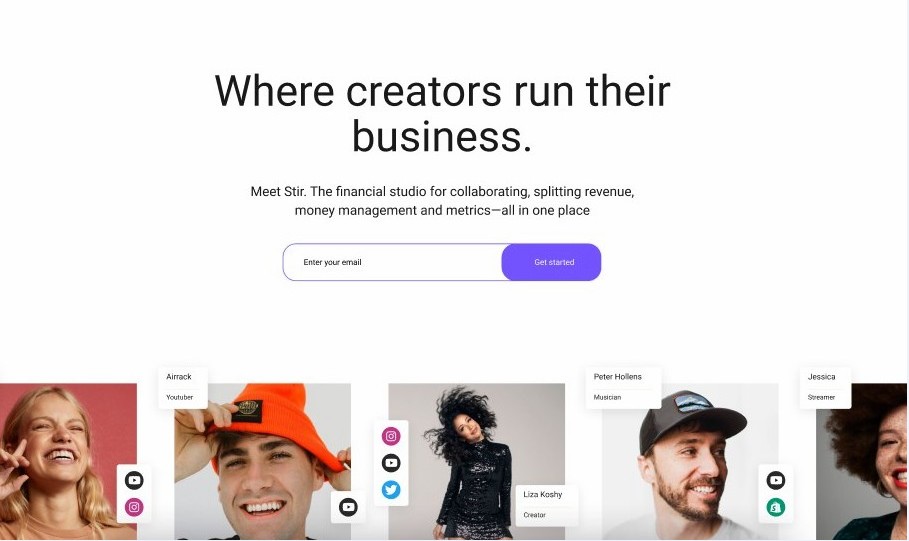 Where creators run their
business.
Meet Stir. The financial studio for collaborating, splitting revenue,
money management and metrics—all in one place
Enter your email
Get started
Airrack
Youtuber
Peter Hollens
Musician
Jessica
Streamer
Liza Koshy
Creator